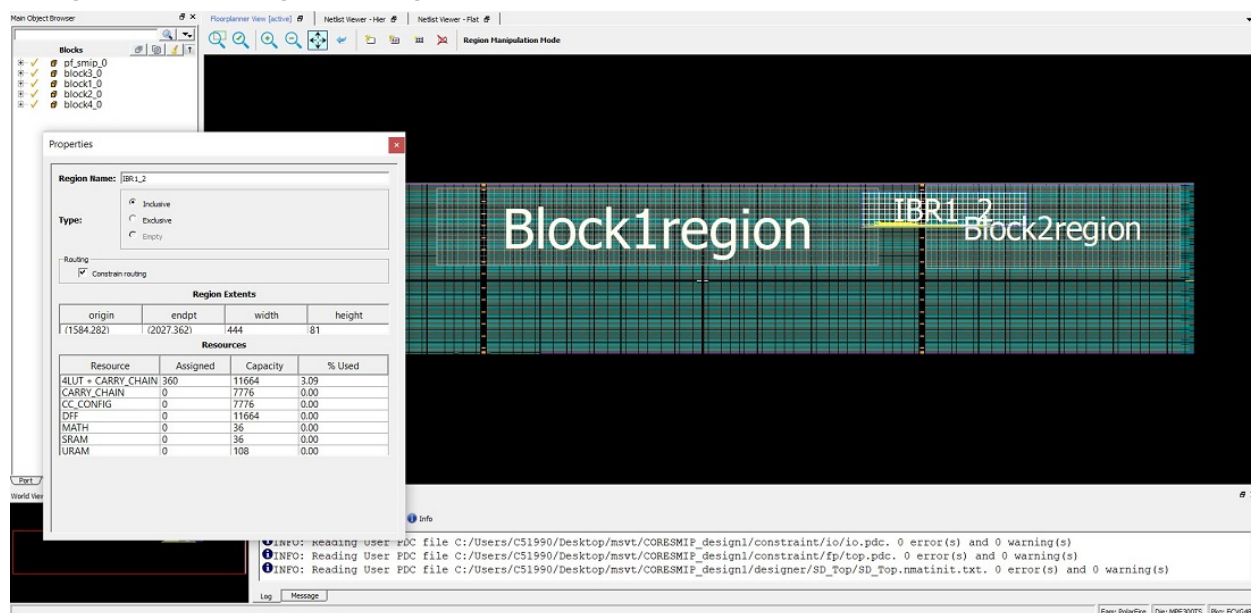 Main Object Browser
Floorplanner View [active]
Netlist Viewer - Hier
Netlist Viewer - Flat
Region Manipulation Mode
Blocks
pf_smip_0
block3_0
block1_0
block2_0
block4_0
Properties
Region Name: IBR1_2
Type:
Inclusive
Exclusive
Empty
Routing
Constrain routing
Region Extents
origin endpt width height
(1584.282) (2027.362) 444 81
Resources
Resource Assigned Capacity % Used
4LUT + CARRY_CHAIN 360 11664 3.09
CARRY_CHAIN 0 7776 0.00
CC_CONFIG 0 7776 0.00
DFF 0 11664 0.00
MATH 0 36 0.00
SRAM 0 36 0.00
URAM 0 108 0.00
Block1region
IBR1_2
Block2region
Port
World View
Info
INFO: Reading User PDC file C:/Users/C51990/Desktop/msvt/CORESMIP_design1/constraint/io/io.pdc. 0 error(s) and 0 warning(s)
INFO: Reading User PDC file C:/Users/C51990/Desktop/msvt/CORESMIP_design1/constraint/fp/top.pdc. 0 error(s) and 0 warning(s)
INFO: Reading User PDC file C:/Users/C51990/Desktop/msvt/CORESMIP_design1/designer/SD_Top/SD_Top.nmatinit.txt. 0 error(s) and 0 warning(s)
Log Message